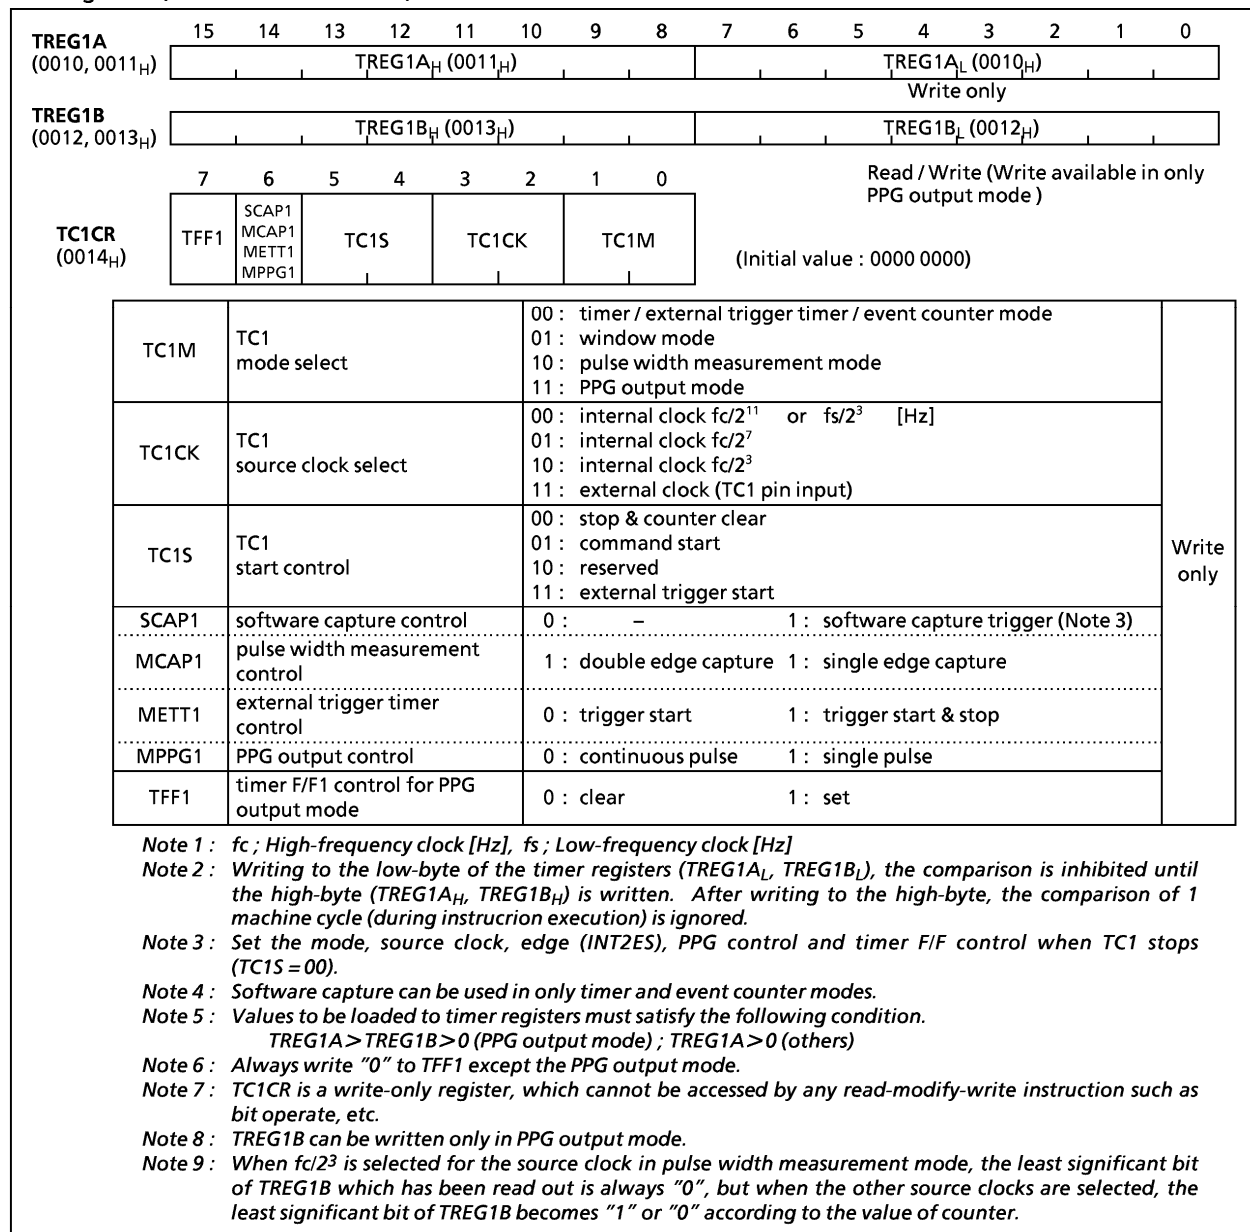 15 14 13 12 11 10 9 8 7 6 5 4 3 2 1 0
TREG1A
(0010, 0011H)
TREG1AH (0011H) TREG1AL (0010H)
Write only
TREG1B
(0012, 0013H)
TREG1BH (0013H) TREG1BL (0012H)
Read / Write (Write available in only
PPG output mode )
7 6 5 4 3 2 1 0
TC1CR
(0014H)
TFF1
SCAP1
MCAP1
METT1
MPPG1
TC1S TC1CK TC1M
(Initial value : 0000 0000)
TC1M
TC1
mode select
00 : timer / external trigger timer / event counter mode
01 : window mode
10 : pulse width measurement mode
11 : PPG output mode
TC1CK
TC1
source clock select
00 : internal clock fc/2¹¹ or fs/2³ [Hz]
01 : internal clock fc/2⁷
10 : internal clock fc/2³
11 : external clock (TC1 pin input)
TC1S
TC1
start control
00 : stop & counter clear
01 : command start
10 : reserved
11 : external trigger start
Write
only
SCAP1 software capture control 0 : – 1 : software capture trigger (Note 3)
MCAP1
pulse width measurement
control
1 : double edge capture 1 : single edge capture
METT1
external trigger timer
control
0 : trigger start 1 : trigger start & stop
MPPG1 PPG output control 0 : continuous pulse 1 : single pulse
TFF1
timer F/F1 control for PPG
output mode
0 : clear 1 : set
Note 1 : fc ; High-frequency clock [Hz], fs ; Low-frequency clock [Hz]
Note 2 : Writing to the low-byte of the timer registers (TREG1AL, TREG1BL), the comparison is inhibited until
the high-byte (TREG1AH, TREG1BH) is written. After writing to the high-byte, the comparison of 1
machine cycle (during instrucrion execution) is ignored.
Note 3 : Set the mode, source clock, edge (INT2ES), PPG control and timer F/F control when TC1 stops
(TC1S = 00).
Note 4 : Software capture can be used in only timer and event counter modes.
Note 5 : Values to be loaded to timer registers must satisfy the following condition.
TREG1A > TREG1B > 0 (PPG output mode) ; TREG1A > 0 (others)
Note 6 : Always write "0" to TFF1 except the PPG output mode.
Note 7 : TC1CR is a write-only register, which cannot be accessed by any read-modify-write instruction such as
bit operate, etc.
Note 8 : TREG1B can be written only in PPG output mode.
Note 9 : When fc/2³ is selected for the source clock in pulse width measurement mode, the least significant bit
of TREG1B which has been read out is always "0", but when the other source clocks are selected, the
least significant bit of TREG1B becomes "1" or "0" according to the value of counter.